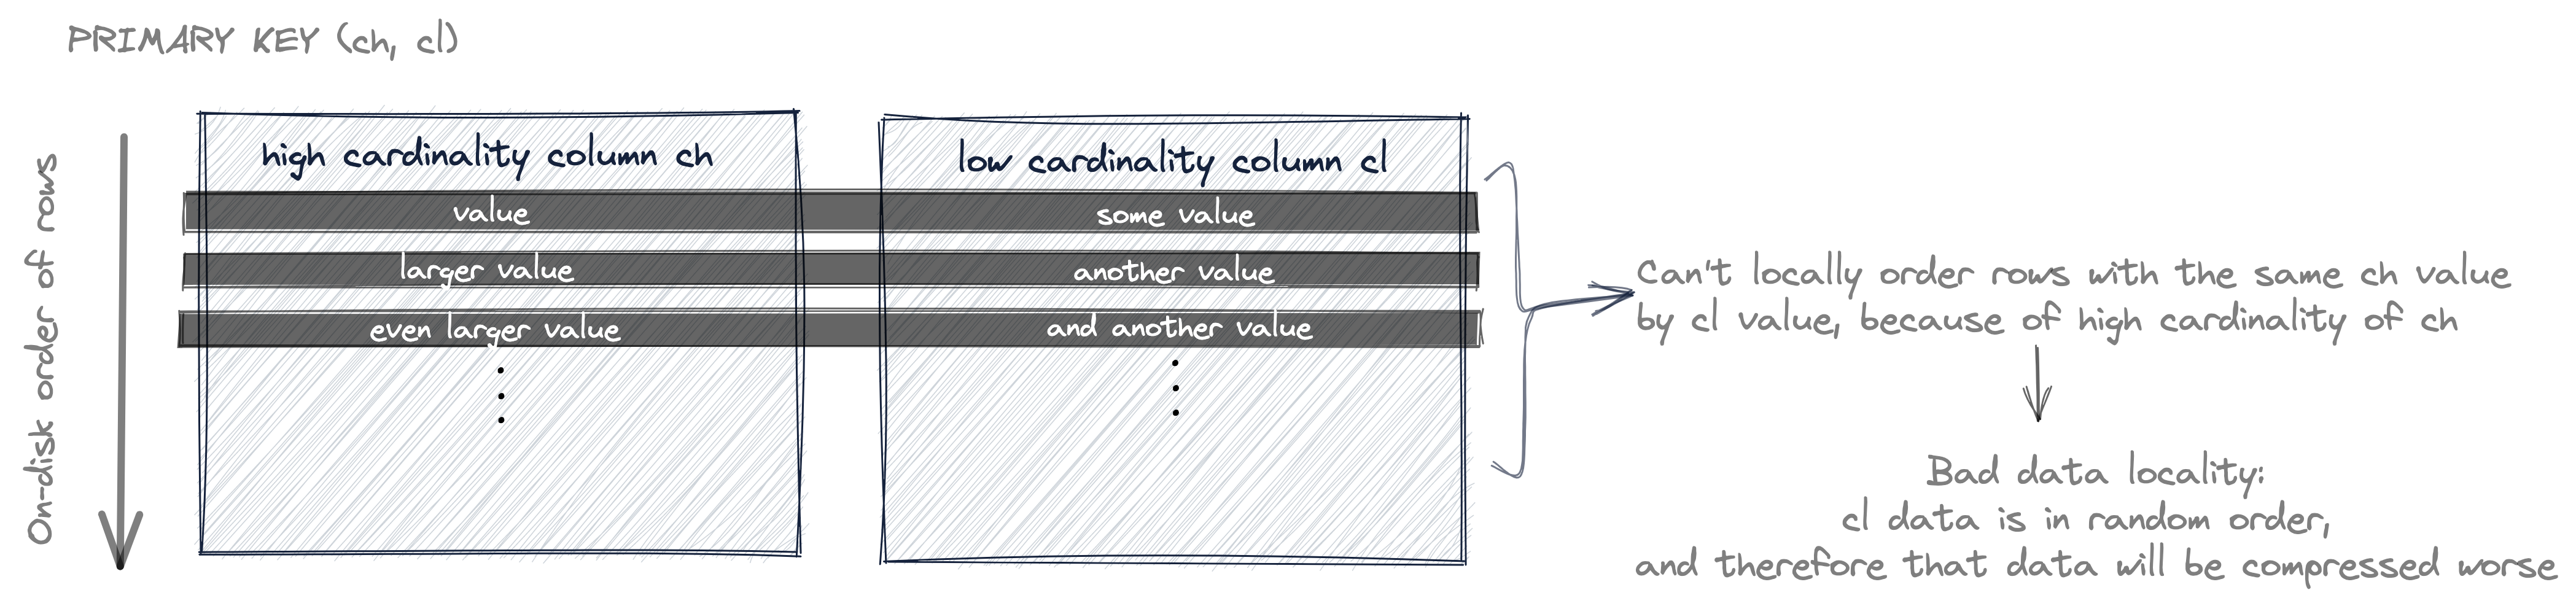 PRIMARY KEY (ch, cl)
On-disk order of rows
high cardinality column ch
low cardinality column cl
value
some value
larger value
another value
even larger value
and another value
Can't locally order rows with the same ch value
by cl value, because of high cardinality of ch
Bad data locality:
cl data is in random order,
and therefore that data will be compressed worse